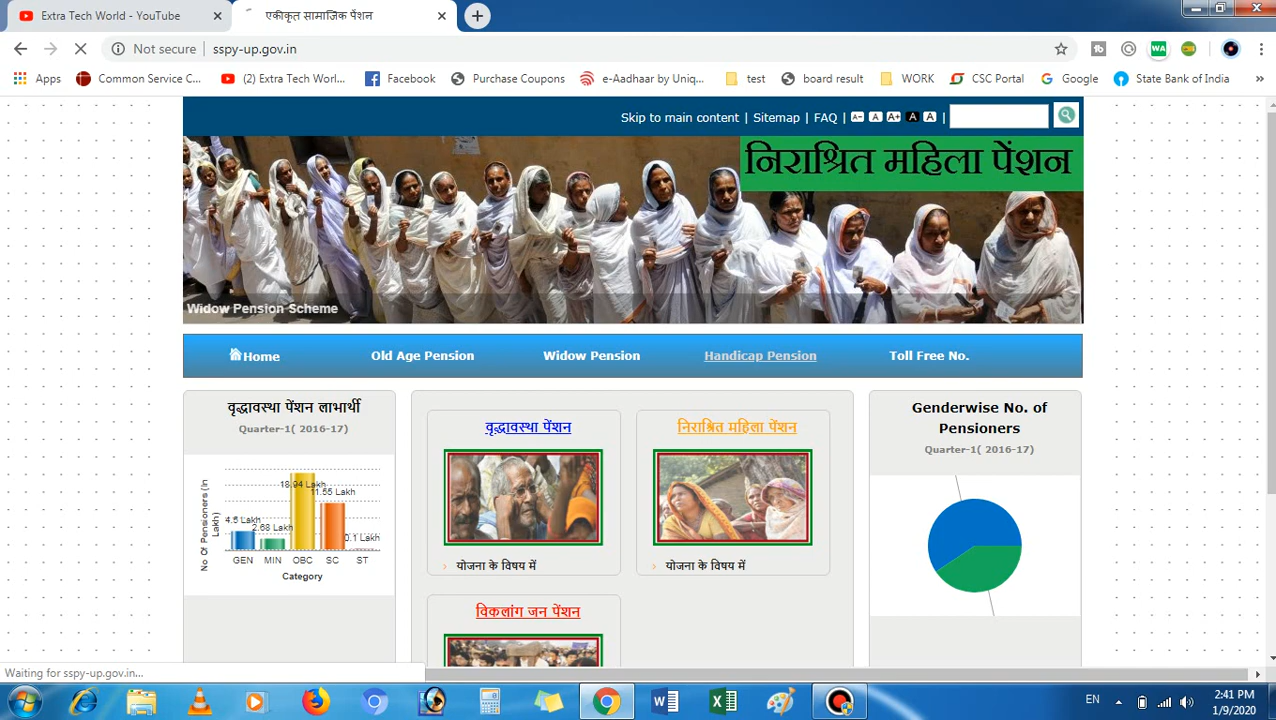 Extra Tech World - YouTube
एकीकृत सामाजिक पेंशन
Not secure
sspy-up.gov.in
Apps
Common Service C...
(2) Extra Tech Worl...
Facebook
Purchase Coupons
e-Aadhaar by Uniq...
test
board result
WORK
CSC Portal
Google
State Bank of India
»
Skip to main content | Sitemap | FAQ | A- A A+ A A |
निराश्रित महिला पेंशन
Widow Pension Scheme
Home
Old Age Pension
Widow Pension
Handicap Pension
Toll Free No.
वृद्धावस्था पेंशन लाभार्थी
Quarter-1( 2016-17)
No Of Pensioners (In Lakh)
4.5 Lakh
2.68 Lakh
18.94 Lakh
11.55 Lakh
0.1 Lakh
GEN MIN OBC SC ST
Category
वृद्धावस्था पेंशन
योजना के विषय में
निराश्रित महिला पेंशन
योजना के विषय में
विकलांग जन पेंशन
Genderwise No. of
Pensioners
Quarter-1( 2016-17)
Waiting for sspy-up.gov.in...
EN
2:41 PM
1/9/2020